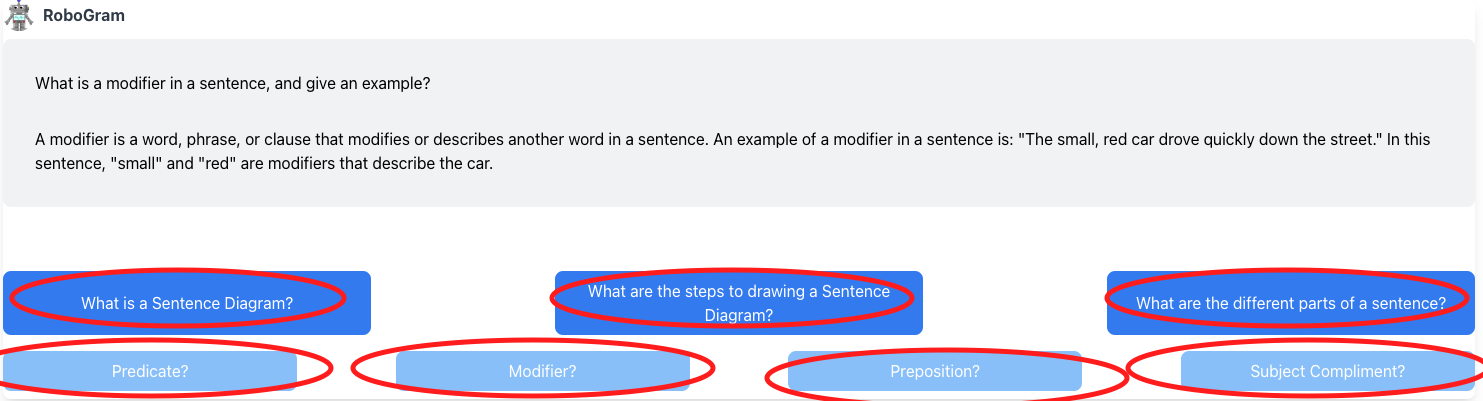 RoboGram
What is a modifier in a sentence, and give an example?
A modifier is a word, phrase, or clause that modifies or describes another word in a sentence. An example of a modifier in a sentence is: "The small, red car drove quickly down the street." In this
sentence, "small" and "red" are modifiers that describe the car.
What is a Sentence Diagram?
What are the steps to drawing a Sentence
Diagram?
What are the different parts of a sentence?
Predicate?
Modifier?
Preposition?
Subject Compliment?